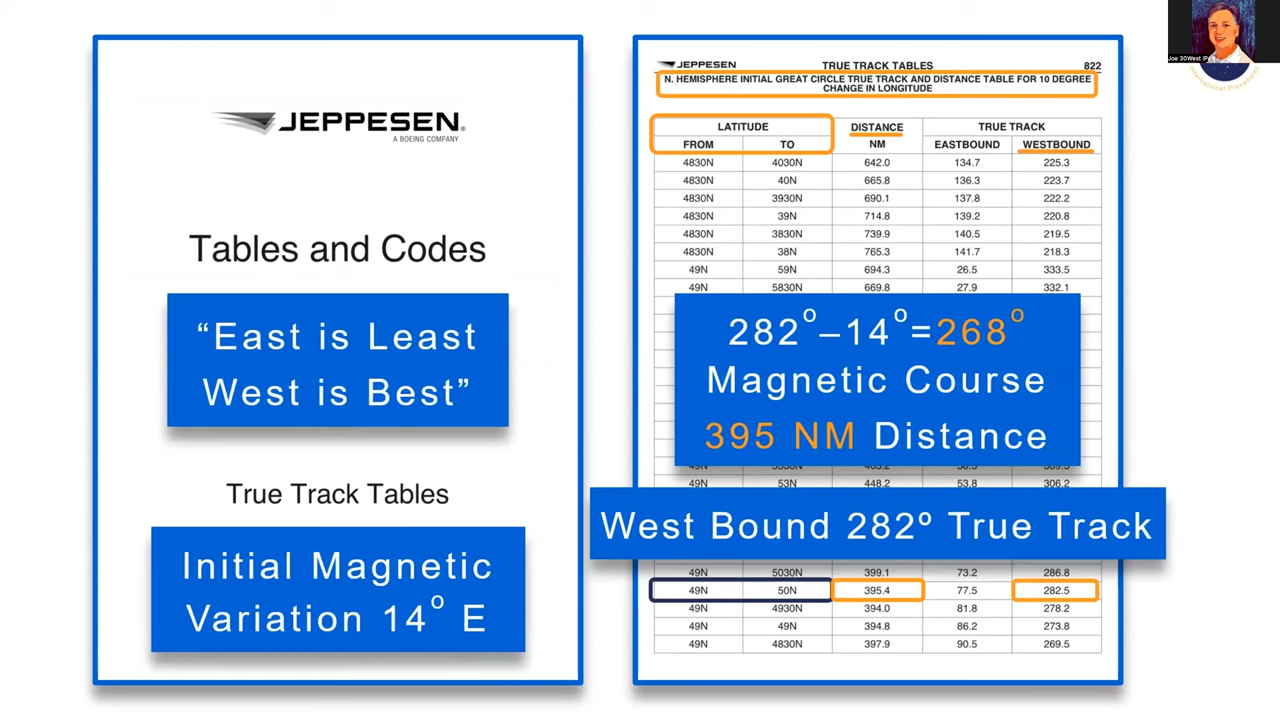 JEPPESEN®
A BOEING COMPANY
Tables and Codes
“East is Least
West is Best”
True Track Tables
Initial Magnetic
Variation 14° E
JEPPESEN TRUE TRACK TABLES 822
N. HEMISPHERE INITIAL GREAT CIRCLE TRUE TRACK AND DISTANCE TABLE FOR 10 DEGREE
CHANGE IN LONGITUDE
LATITUDE DISTANCE TRUE TRACK
FROM TO NM EASTBOUND WESTBOUND
4830N 4030N 642.0 134.7 225.3
4830N 40N 665.8 136.3 223.7
4830N 3930N 690.1 137.8 222.2
4830N 39N 714.8 139.2 220.8
4830N 3830N 739.9 140.5 219.5
4830N 38N 765.3 141.7 218.3
49N 59N 694.3 26.5 333.5
49N 5830N 669.8 27.9 332.1
282°–14°=268°
Magnetic Course
395 NM Distance
49N 53N 448.2 53.8 306.2
West Bound 282º True Track
49N 5030N 399.1 73.2 286.8
49N 50N 395.4 77.5 282.5
49N 4930N 394.0 81.8 278.2
49N 49N 394.8 86.2 273.8
49N 4830N 397.9 90.5 269.5
Joe 30West IP
International Procedures